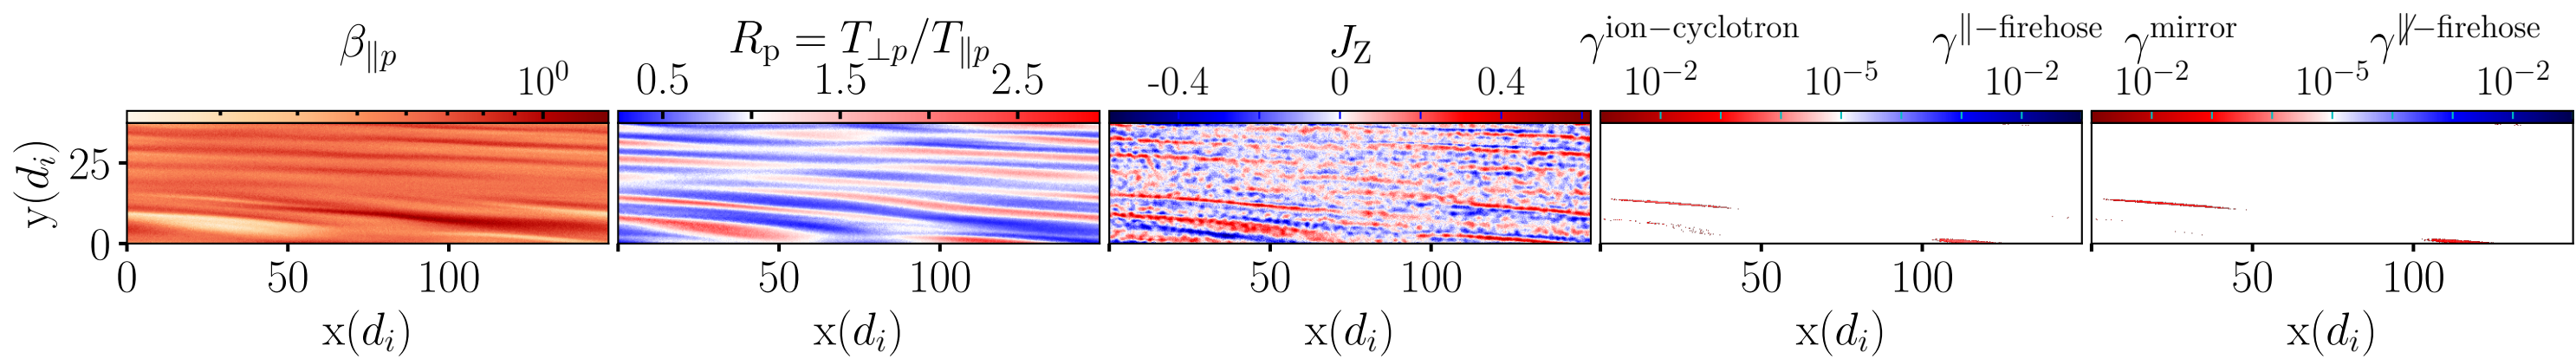 β∥p
R_p = T⊥p/T∥p
J_Z
γ^ion−cyclotron
γ^∥−firehose
γ^mirror
γ^∦−firehose
10^0
0.5 1.5 2.5
-0.4 0 0.4
10^−2 10^−5 10^−2
10^−2 10^−5 10^−2
y(d_i)
25
0
0 50 100
50 100
50 100
50 100
50 100
x(d_i)
x(d_i)
x(d_i)
x(d_i)
x(d_i)